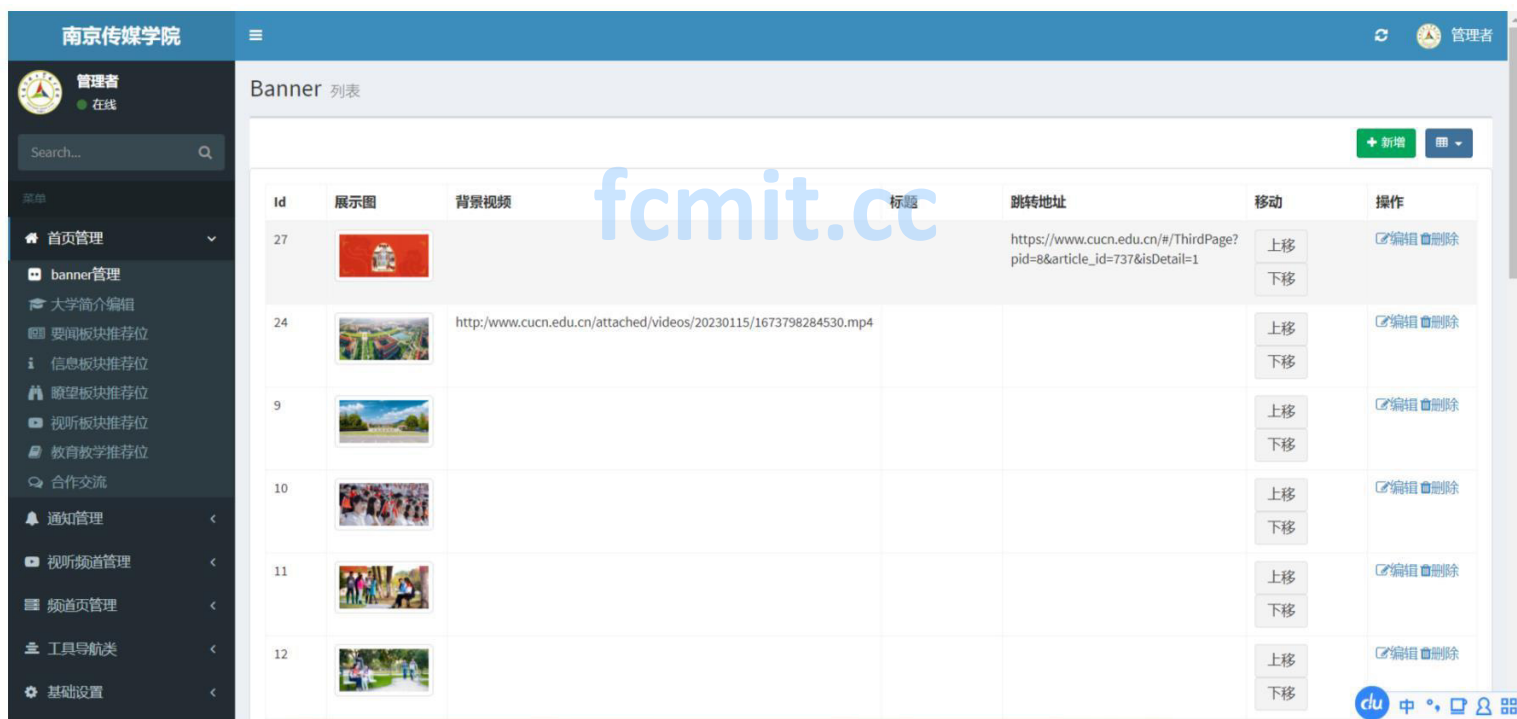 南京传媒学院
管理者
管理者
在线
Search...
菜单
首页管理
banner管理
大学简介编辑
要闻板块推荐位
信息板块推荐位
瞭望板块推荐位
视听板块推荐位
教育教学推荐位
合作交流
通知管理
视听频道管理
频道页管理
工具导航类
基础设置
Banner 列表
新增
fcmit.cc
Id 展示图 背景视频 标题 跳转地址 移动 操作
27 https://www.cucn.edu.cn/#/ThirdPage? 上移 编辑 删除
pid=8&article_id=737&isDetail=1
下移
24 http:/www.cucn.edu.cn/attached/videos/20230115/1673798284530.mp4 上移 编辑 删除
下移
9 上移 编辑 删除
下移
10 上移 编辑 删除
下移
11 上移 编辑 删除
下移
12 上移 编辑 删除
下移
du 中